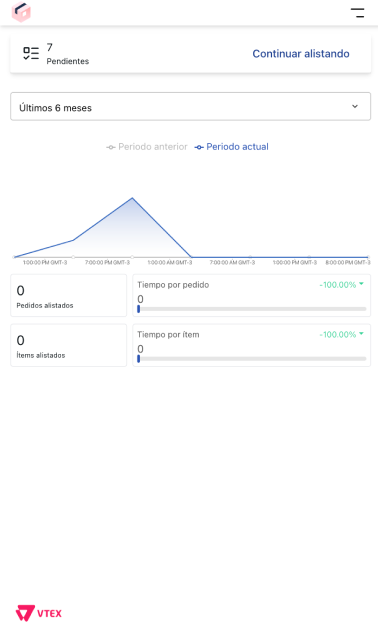 7
Pendientes
Continuar alistando
Últimos 6 meses
Periodo anterior Periodo actual
1:00:00 PM GMT-3 7:00:00 PM GMT-3 1:00:00 AM GMT-3 7:00:00 AM GMT-3 1:00:00 PM GMT-3 8:00:00 PM GMT-3
0
Pedidos alistados
Tiempo por pedido -100.00%
0
0
Ítems alistados
Tiempo por ítem -100.00%
0
VTEX